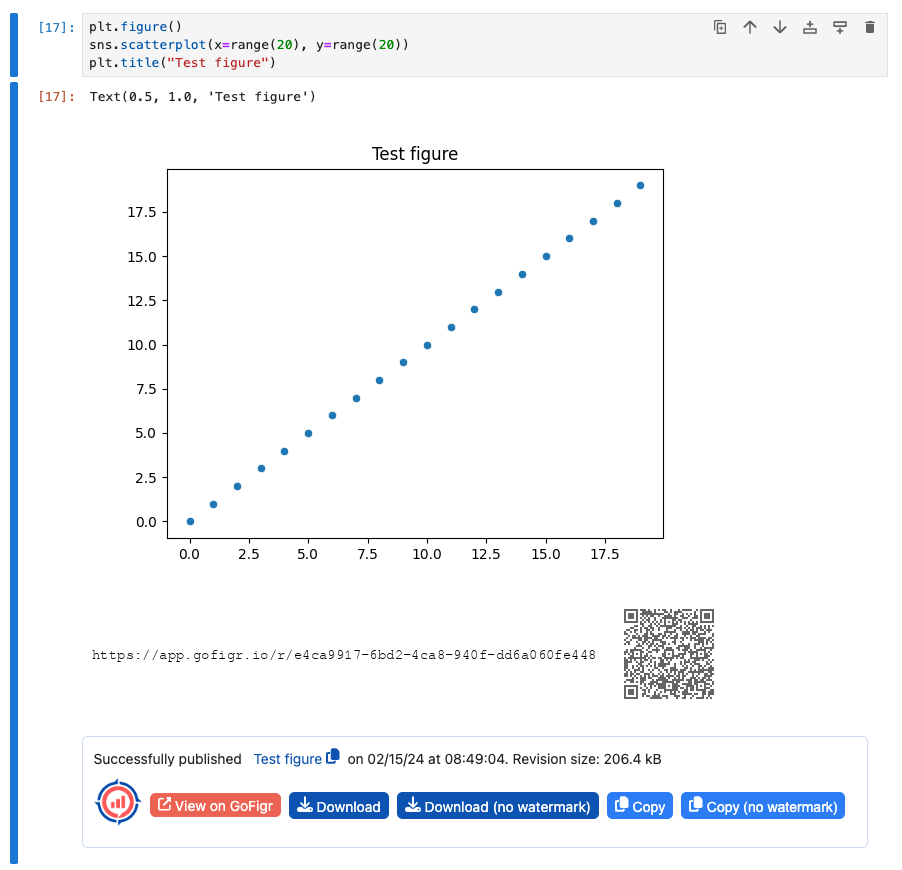 [17]: plt.figure()
sns.scatterplot(x=range(20), y=range(20))
plt.title("Test figure")
[17]: Text(0.5, 1.0, 'Test figure')
Test figure
17.5
15.0
12.5
10.0
7.5
5.0
2.5
0.0
0.0 2.5 5.0 7.5 10.0 12.5 15.0 17.5
https://app.gofigr.io/r/e4ca9917-6bd2-4ca8-940f-dd6a060fe448
Successfully published Test figure on 02/15/24 at 08:49:04. Revision size: 206.4 kB
View on GoFigr Download Download (no watermark) Copy Copy (no watermark)